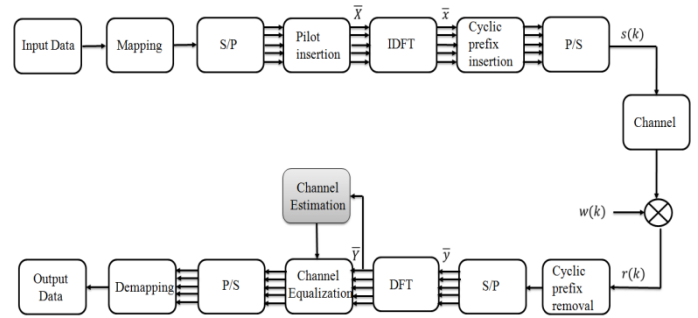 Input Data
Mapping
S/P
Pilot
insertion
X̅
IDFT
x̅
Cyclic
prefix
insertion
P/S
s(k)
Channel
w(k)
r(k)
Cyclic
prefix
removal
S/P
y̅
DFT
Y̅
Channel
Estimation
Channel
Equalization
P/S
Demapping
Output
Data